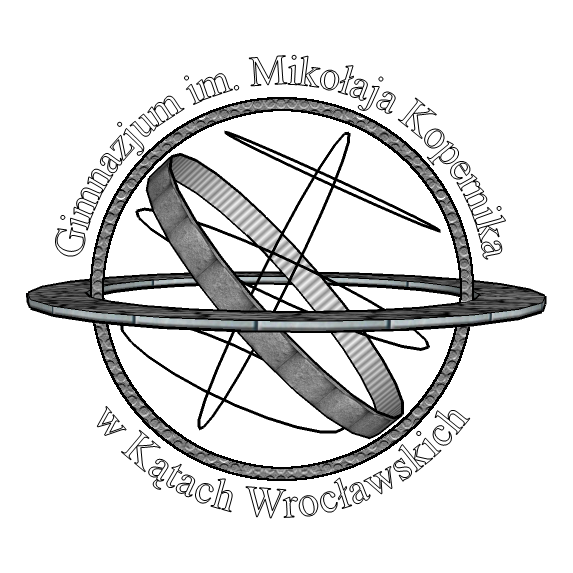 Gimnazjum im. Mikołaja Kopernika
w Kątach Wrocławskich